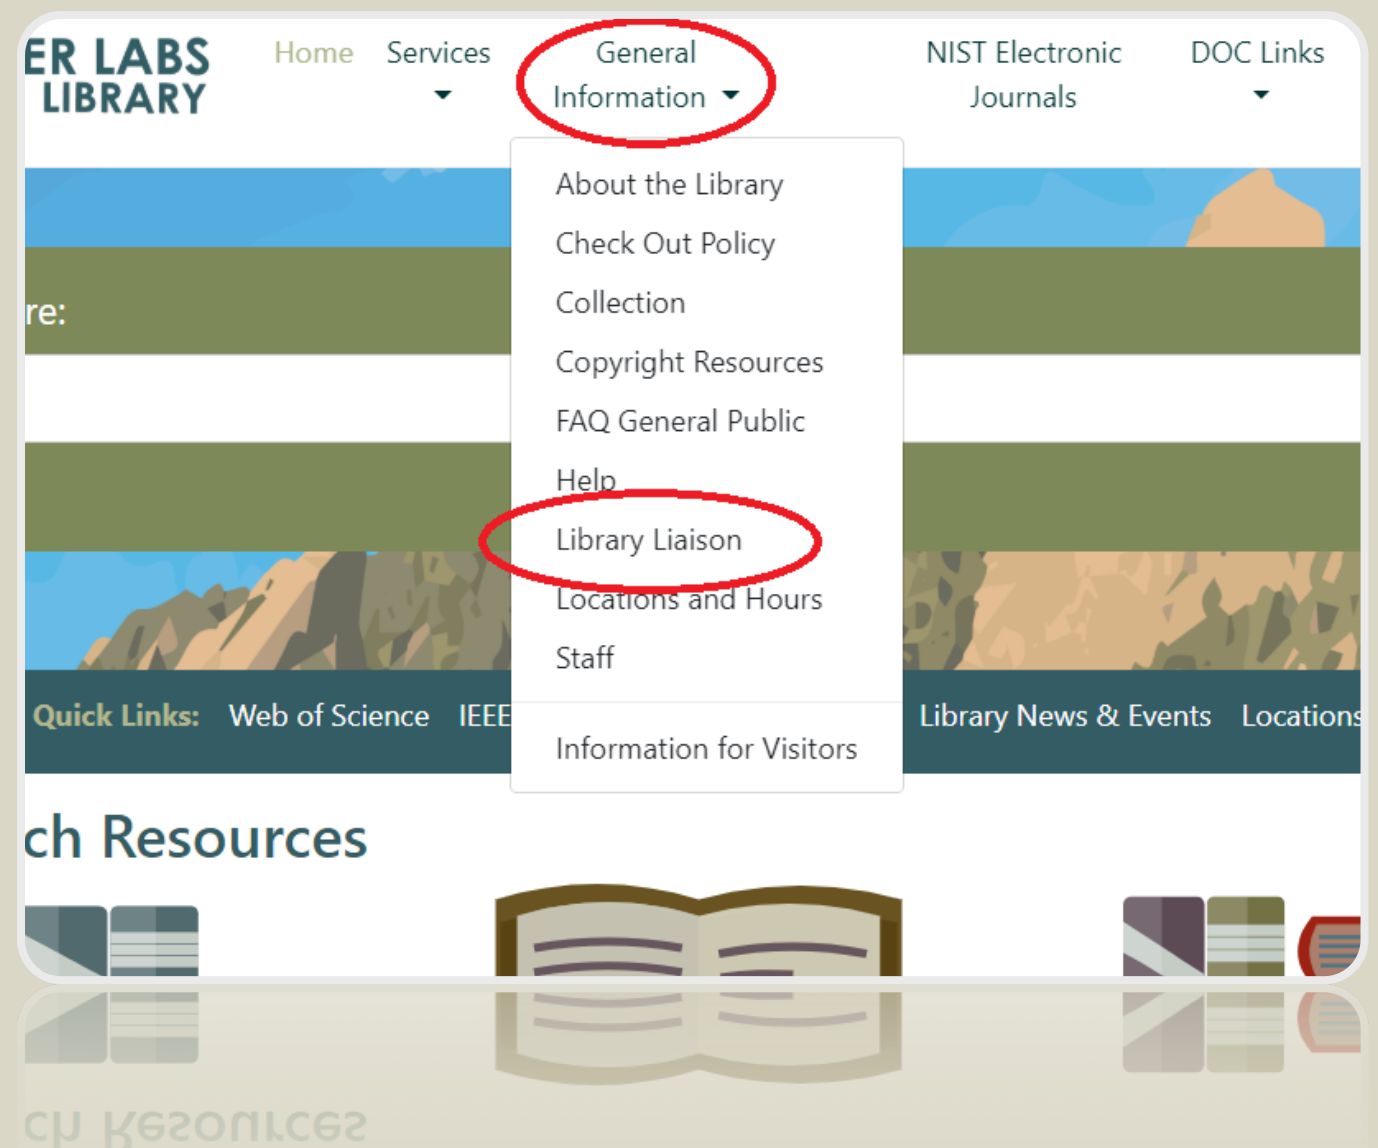 ER LABS
LIBRARY
Home
Services
General
Information
NIST Electronic
Journals
DOC Links
About the Library
Check Out Policy
Collection
Copyright Resources
FAQ General Public
Help
Library Liaison
Locations and Hours
Staff
Information for Visitors
re:
Quick Links: Web of Science IEEE Library News & Events Locations
ch Resources